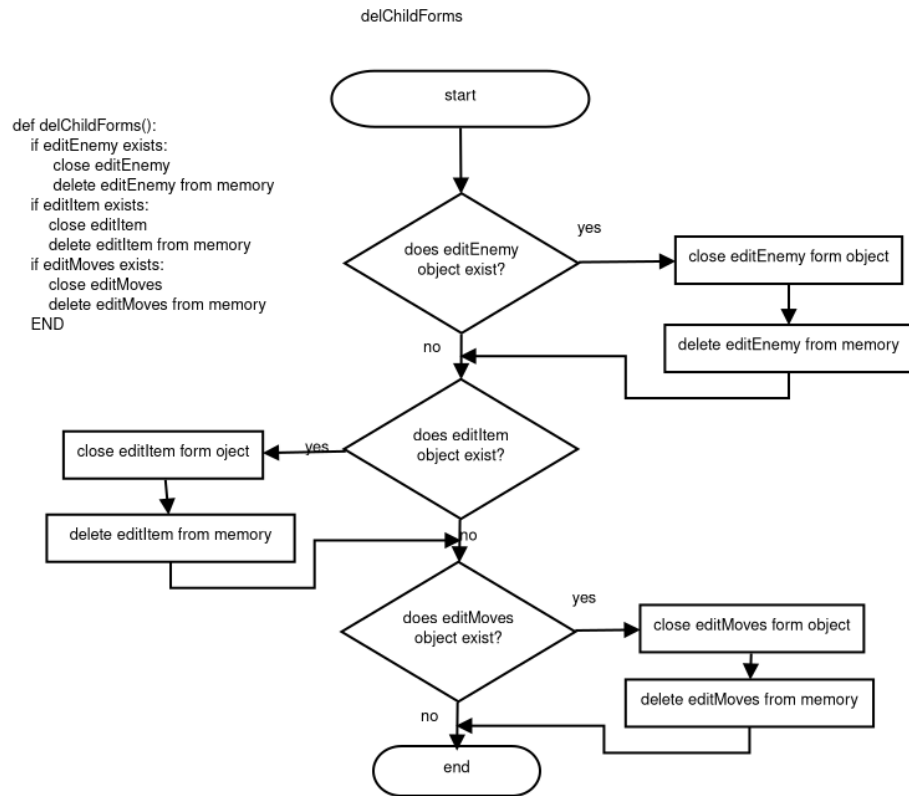 delChildForms
start
def delChildForms():
if editEnemy exists:
close editEnemy
delete editEnemy from memory
if editItem exists:
close editItem
delete editItem from memory
if editMoves exists:
close editMoves
delete editMoves from memory
END
does editEnemy
object exist?
yes
close editEnemy form object
delete editEnemy from memory
no
does editItem
object exist?
yes
close editItem form oject
delete editItem from memory
no
does editMoves
object exist?
yes
close editMoves form object
delete editMoves from memory
no
end